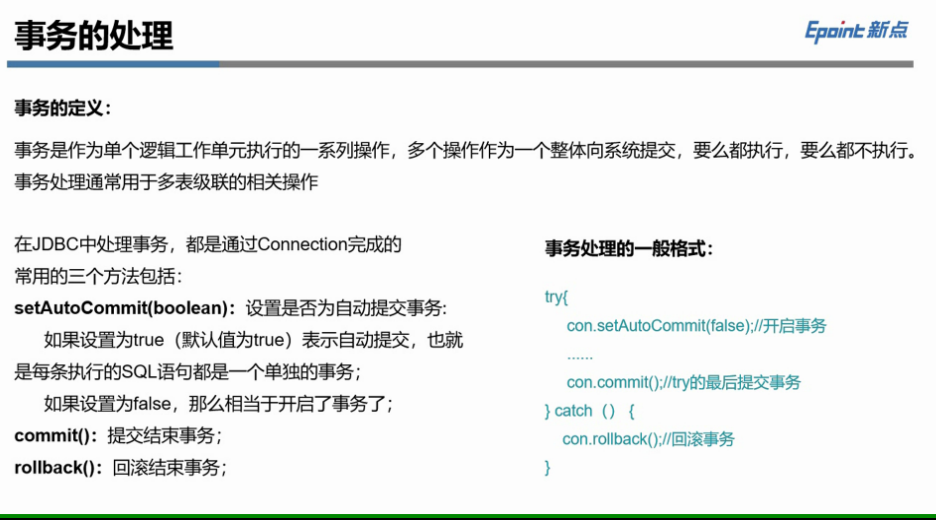 事务的处理
Epoint 新点
事务的定义：
事务是作为单个逻辑工作单元执行的一系列操作，多个操作作为一个整体向系统提交，要么都执行，要么都不执行。
事务处理通常用于多表级联的相关操作
在JDBC中处理事务，都是通过Connection完成的
常用的三个方法包括：
setAutoCommit(boolean)：设置是否为自动提交事务:
如果设置为true（默认值为true）表示自动提交，也就
是每条执行的SQL语句都是一个单独的事务；
如果设置为false，那么相当于开启了事务了；
commit()：提交结束事务；
rollback()：回滚结束事务；
事务处理的一般格式：
try{
con.setAutoCommit(false);//开启事务
......
con.commit();//try的最后提交事务
} catch（）{
con.rollback();//回滚事务
}